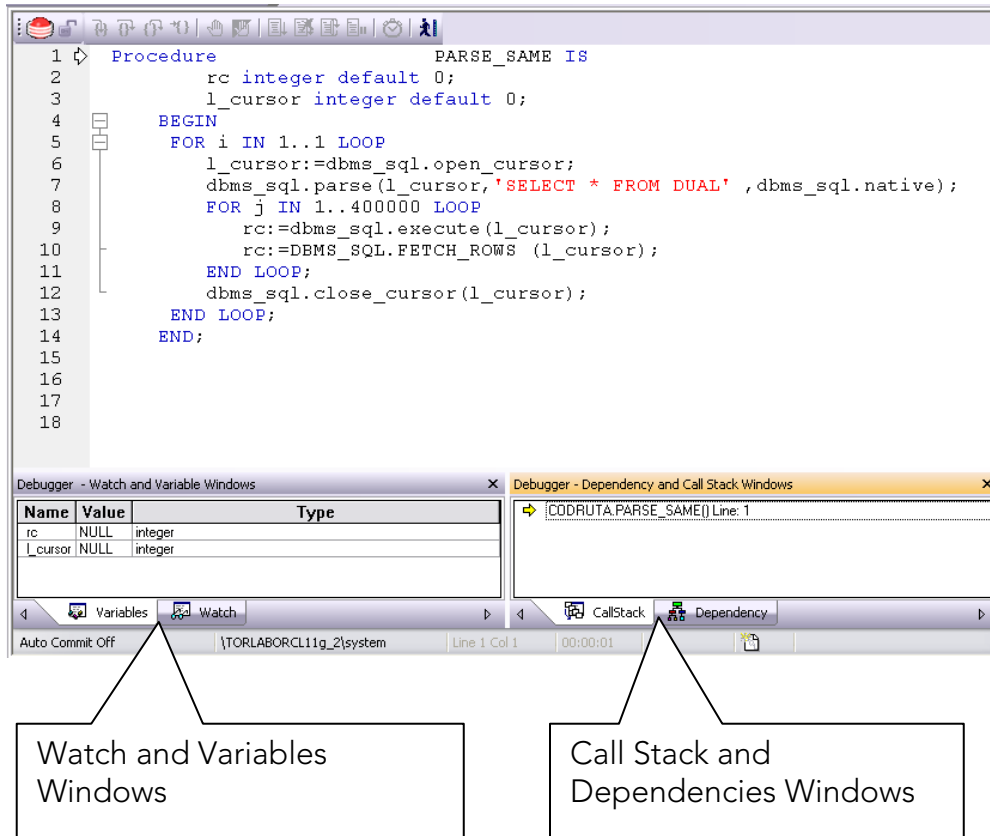 1 Procedure PARSE_SAME IS
2 rc integer default 0;
3 l_cursor integer default 0;
4 BEGIN
5 FOR i IN 1..1 LOOP
6 l_cursor:=dbms_sql.open_cursor;
7 dbms_sql.parse(l_cursor,'SELECT * FROM DUAL' ,dbms_sql.native);
8 FOR j IN 1..400000 LOOP
9 rc:=dbms_sql.execute(l_cursor);
10 rc:=DBMS_SQL.FETCH_ROWS (l_cursor);
11 END LOOP;
12 dbms_sql.close_cursor(l_cursor);
13 END LOOP;
14 END;
15
16
17
18
Debugger - Watch and Variable Windows
Name Value Type
rc NULL integer
l_cursor NULL integer
Variables Watch
Debugger - Dependency and Call Stack Windows
CODRUTA.PARSE_SAME() Line: 1
CallStack Dependency
Auto Commit Off \TORLABORCL11g_2\system Line 1 Col 1 00:00:01
Watch and Variables
Windows
Call Stack and
Dependencies Windows